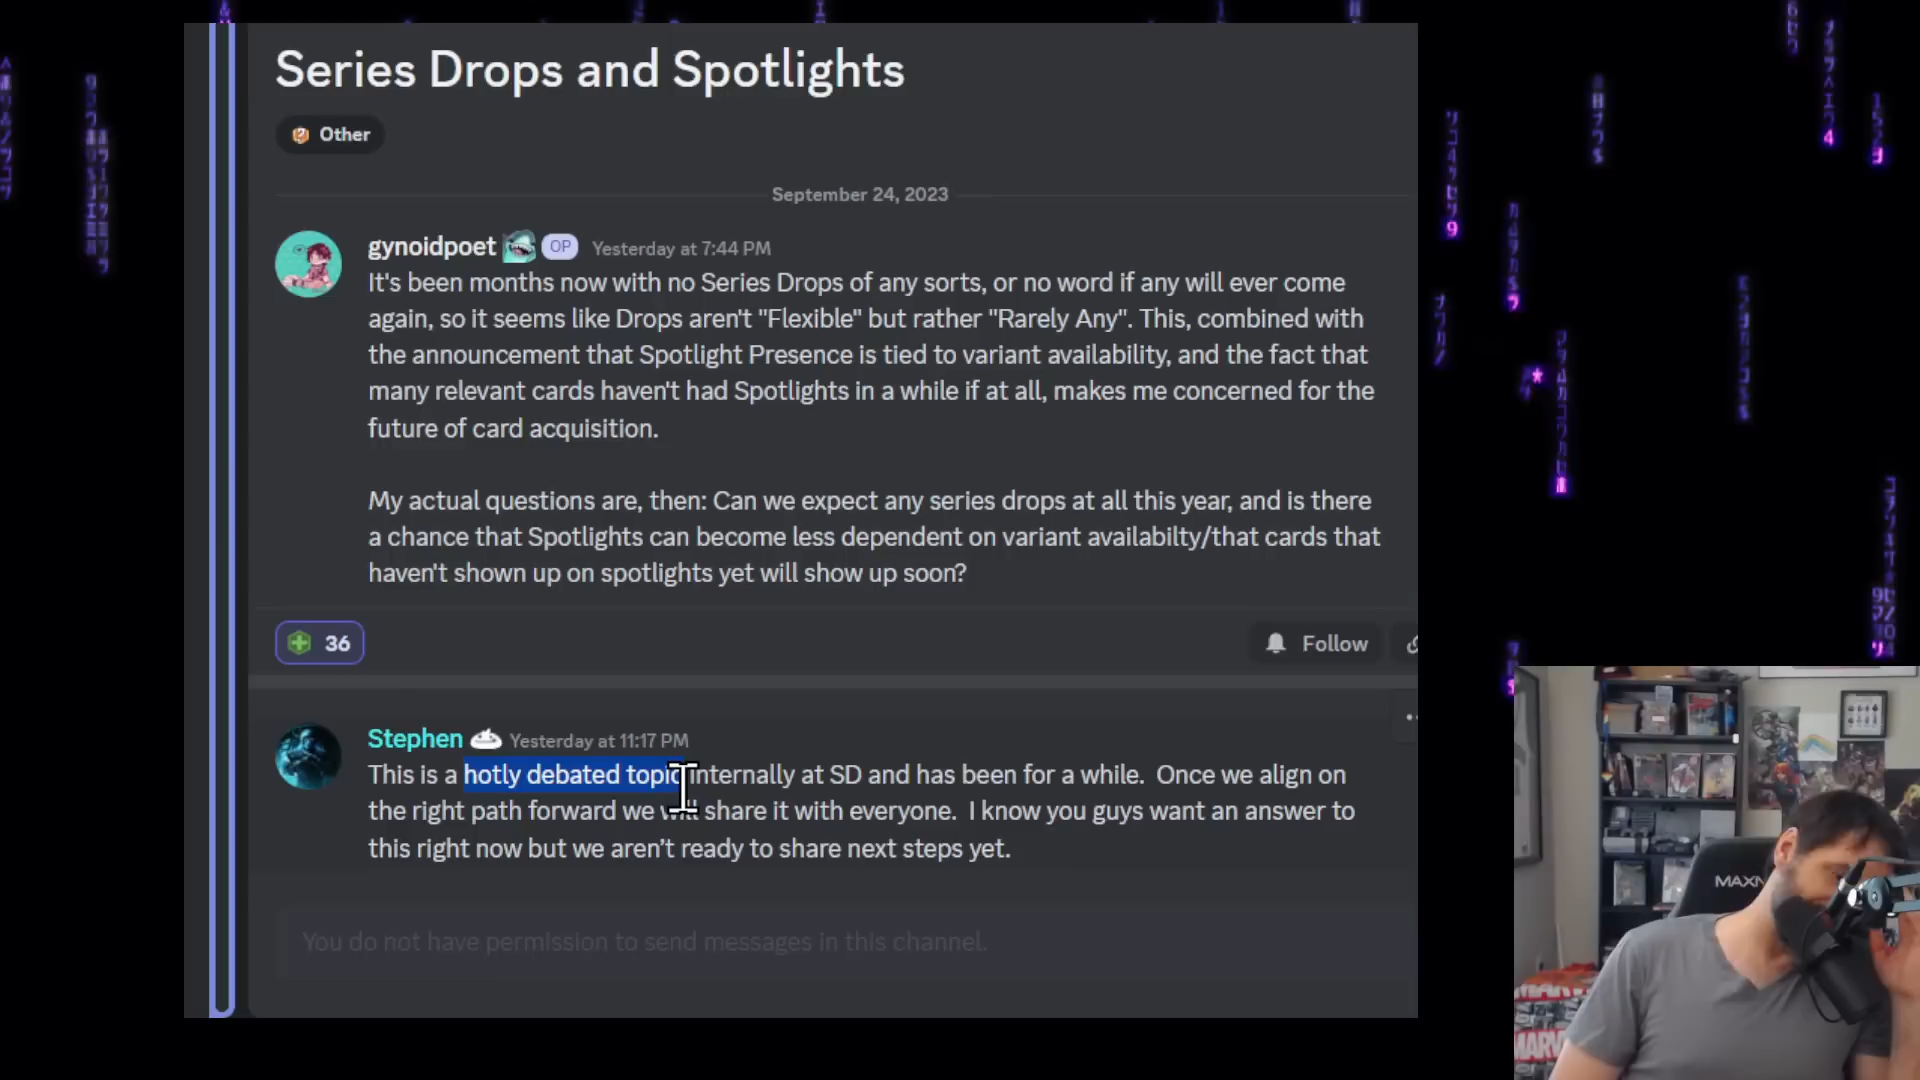 Series Drops and Spotlights
Other
September 24, 2023
gynoidpoet OP Yesterday at 7:44 PM
It's been months now with no Series Drops of any sorts, or no word if any will ever come
again, so it seems like Drops aren't "Flexible" but rather "Rarely Any". This, combined with
the announcement that Spotlight Presence is tied to variant availability, and the fact that
many relevant cards haven't had Spotlights in a while if at all, makes me concerned for the
future of card acquisition.
My actual questions are, then: Can we expect any series drops at all this year, and is there
a chance that Spotlights can become less dependent on variant availabilty/that cards that
haven't shown up on spotlights yet will show up soon?
36
Follow
Stephen Yesterday at 11:17 PM
This is a hotly debated topic internally at SD and has been for a while. Once we align on
the right path forward we will share it with everyone. I know you guys want an answer to
this right now but we aren't ready to share next steps yet.
You do not have permission to send messages in this channel.